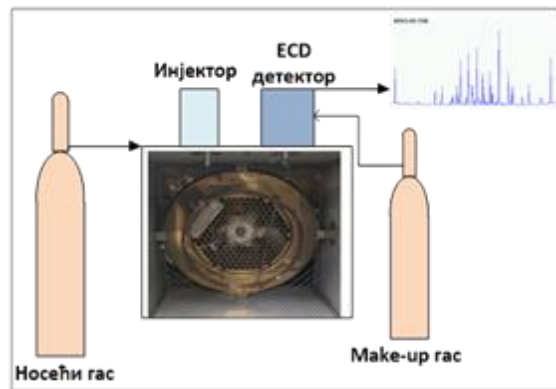 ECD
детектор
Инјектор
Носећи гас
Make-up гас